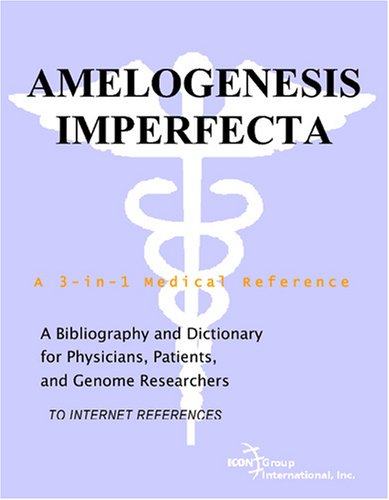 AMELOGENESIS
IMPERFECTA
A 3-in-1 Medical Reference
A Bibliography and Dictionary
for Physicians, Patients,
and Genome Researchers
TO INTERNET REFERENCES
ICON Group
International, Inc.